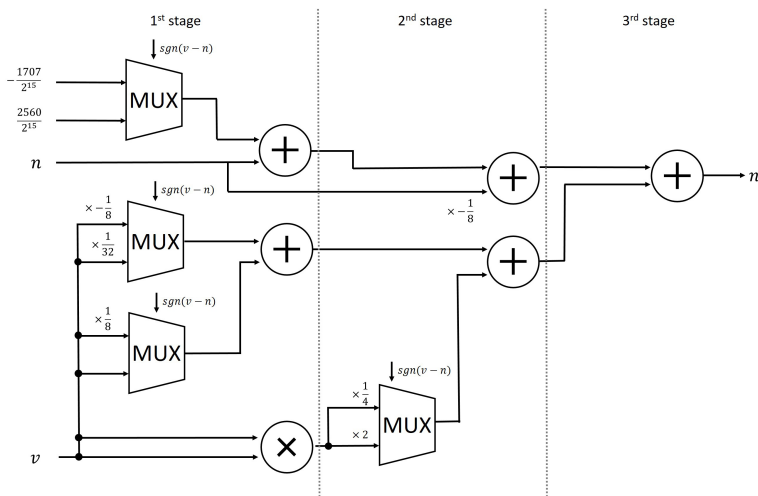 1st stage
2nd stage
3rd stage
sgn(v − n)
−1707/2^15
MUX
2560/2^15
+
n
+
+
n
× −1/8
sgn(v − n)
× −1/8
MUX
× 1/32
+
+
sgn(v − n)
× 1/8
MUX
sgn(v − n)
× 1/4
MUX
× 2
v
×